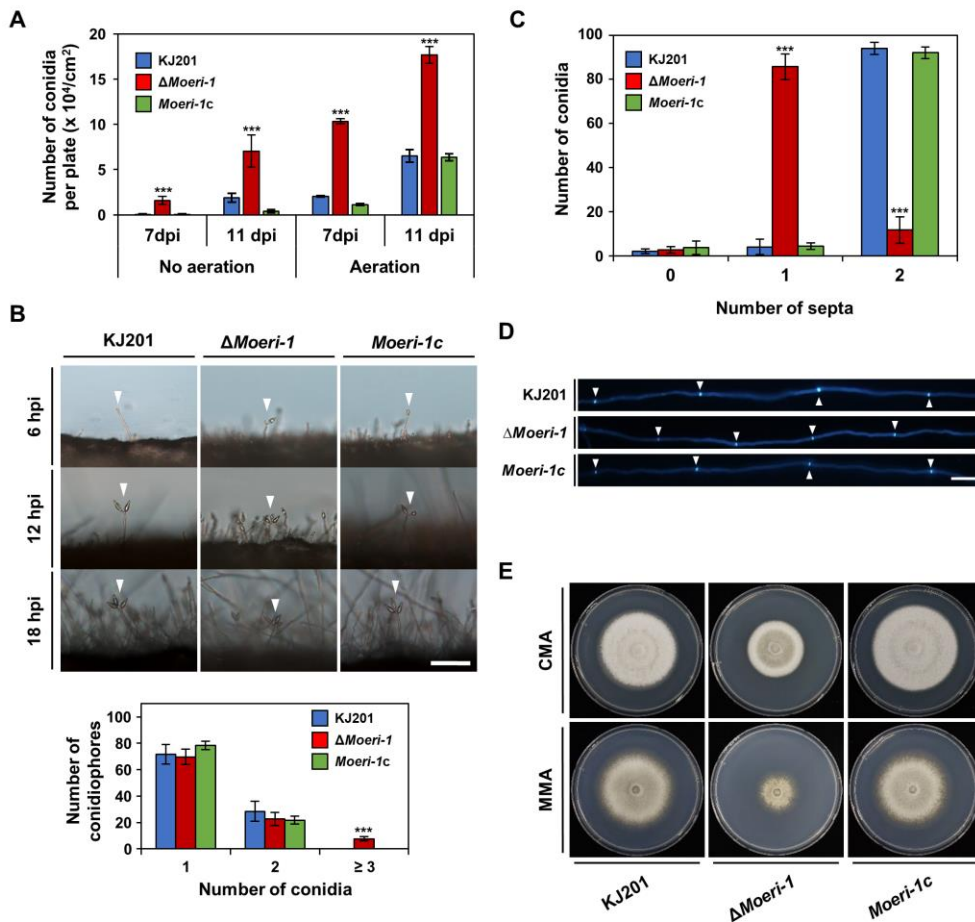 A
Number of conidia
per plate (x 10⁴/cm²)
20
15
10
5
0
KJ201
ΔMoeri-1
Moeri-1c
***
***
***
***
7dpi
11 dpi
7dpi
11 dpi
No aeration
Aeration
C
Number of conidia
100
80
60
40
20
0
KJ201
ΔMoeri-1
Moeri-1c
***
***
0
1
2
Number of septa
B
KJ201
ΔMoeri-1
Moeri-1c
6 hpi
12 hpi
18 hpi
Number of
conidiophores
100
80
60
40
20
0
KJ201
ΔMoeri-1
Moeri-1c
***
1
2
≥ 3
Number of conidia
D
KJ201
ΔMoeri-1
Moeri-1c
E
CMA
MMA
KJ201
ΔMoeri-1
Moeri-1c